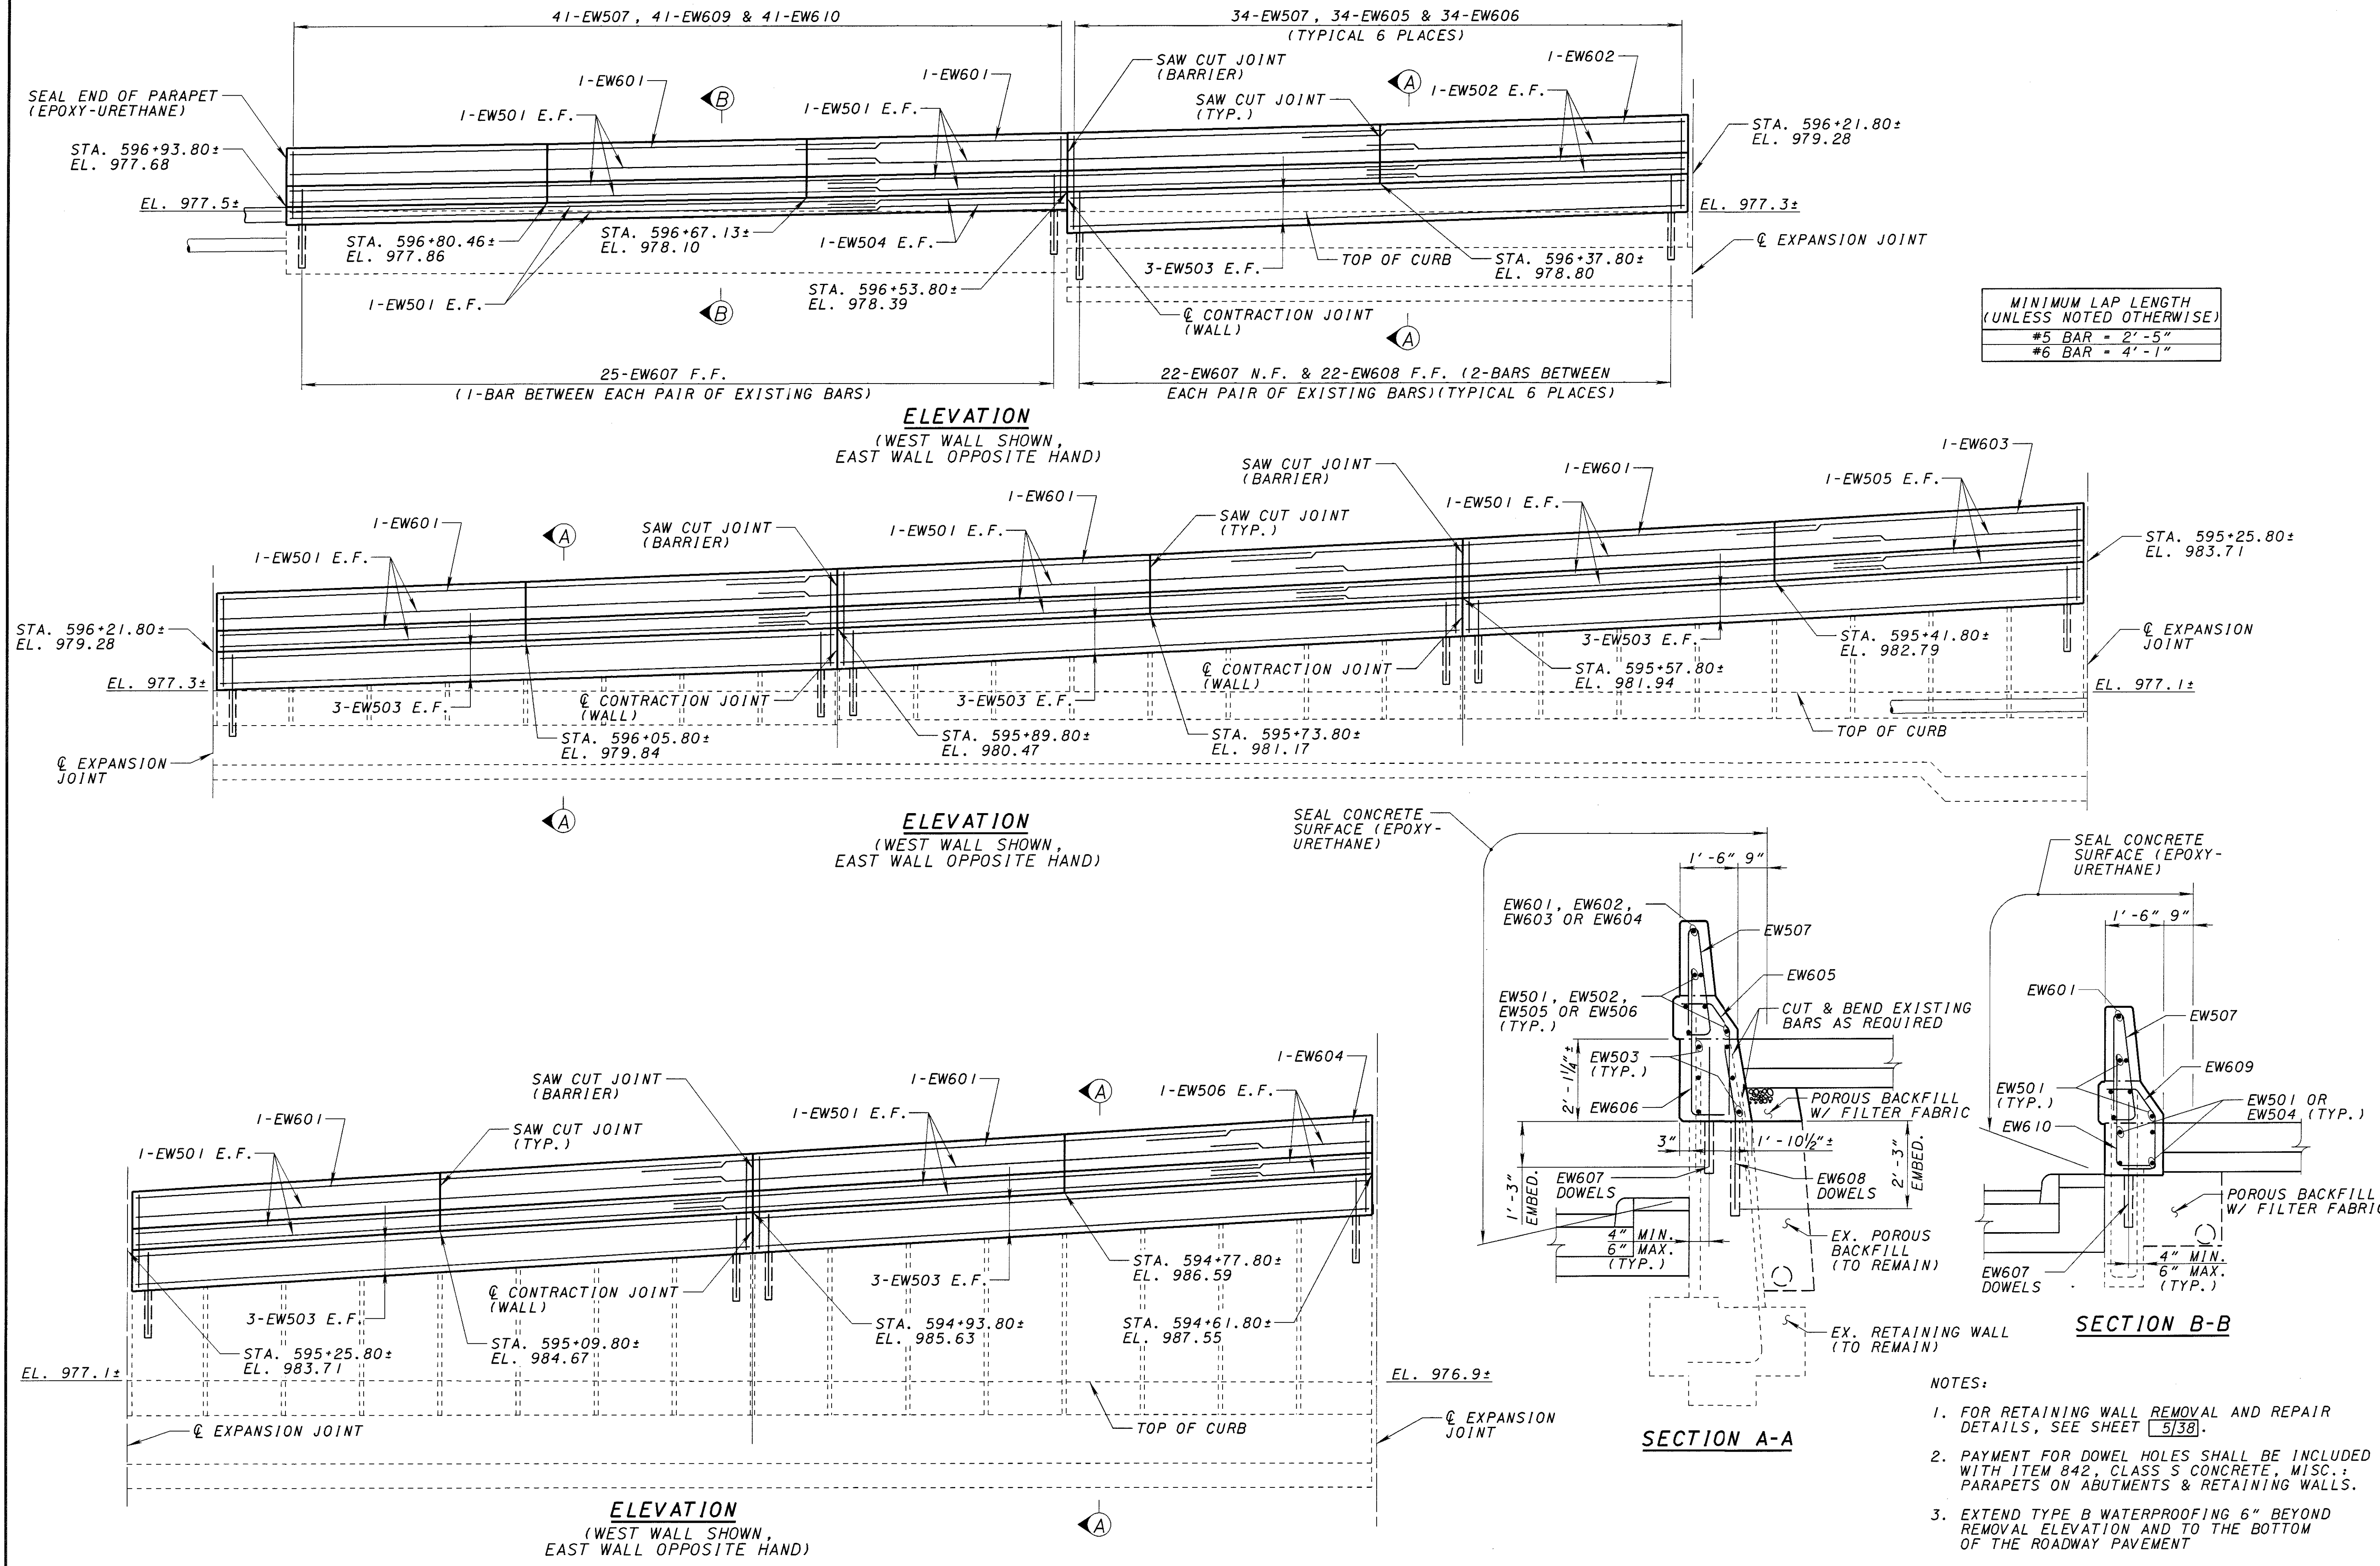 41-EW507, 41-EW609 & 41-EW610
34-EW507, 34-EW605 & 34-EW606
(TYPICAL 6 PLACES)
SEAL END OF PARAPET
(EPOXY-URETHANE)
1-EW601
1-EW501 E.F.
B
1-EW601
1-EW501 E.F.
SAW CUT JOINT
(BARRIER)
SAW CUT JOINT
(TYP.)
A
1-EW502 E.F.
1-EW602
STA. 596+93.80±
EL. 977.68
STA. 596+21.80±
EL. 979.28
EL. 977.5±
EL. 977.3±
STA. 596+80.46±
EL. 977.86
STA. 596+67.13±
EL. 978.10
1-EW504 E.F.
1-EW501 E.F.
B
STA. 596+53.80±
EL. 978.39
3-EW503 E.F.
TOP OF CURB
STA. 596+37.80±
EL. 978.80
℄ EXPANSION JOINT
℄ CONTRACTION JOINT
(WALL)
A
MINIMUM LAP LENGTH
(UNLESS NOTED OTHERWISE)
#5 BAR = 2'-5"
#6 BAR = 4'-1"
25-EW607 F.F.
(1-BAR BETWEEN EACH PAIR OF EXISTING BARS)
22-EW607 N.F. & 22-EW608 F.F. (2-BARS BETWEEN
EACH PAIR OF EXISTING BARS)(TYPICAL 6 PLACES)
ELEVATION
(WEST WALL SHOWN,
EAST WALL OPPOSITE HAND)
1-EW601
1-EW501 E.F.
A
SAW CUT JOINT
(BARRIER)
1-EW601
1-EW501 E.F.
SAW CUT JOINT
(TYP.)
SAW CUT JOINT
(BARRIER)
1-EW601
1-EW501 E.F.
1-EW603
1-EW505 E.F.
STA. 595+25.80±
EL. 983.71
STA. 596+21.80±
EL. 979.28
EL. 977.3±
3-EW503 E.F.
℄ CONTRACTION JOINT
(WALL)
STA. 596+05.80±
EL. 979.84
3-EW503 E.F.
STA. 595+89.80±
EL. 980.47
STA. 595+73.80±
EL. 981.17
℄ CONTRACTION JOINT
(WALL)
STA. 595+57.80±
EL. 981.94
3-EW503 E.F.
STA. 595+41.80±
EL. 982.79
℄ EXPANSION
JOINT
EL. 977.1±
TOP OF CURB
℄ EXPANSION
JOINT
A
ELEVATION
(WEST WALL SHOWN,
EAST WALL OPPOSITE HAND)
1-EW601
1-EW501 E.F.
SAW CUT JOINT
(BARRIER)
SAW CUT JOINT
(TYP.)
1-EW601
1-EW501 E.F.
A
1-EW604
1-EW506 E.F.
3-EW503 E.F.
STA. 595+25.80±
EL. 983.71
℄ CONTRACTION JOINT
(WALL)
STA. 595+09.80±
EL. 984.67
3-EW503 E.F.
STA. 594+93.80±
EL. 985.63
STA. 594+77.80±
EL. 986.59
STA. 594+61.80±
EL. 987.55
EL. 977.1±
EL. 976.9±
℄ EXPANSION JOINT
TOP OF CURB
℄ EXPANSION
JOINT
A
ELEVATION
(WEST WALL SHOWN,
EAST WALL OPPOSITE HAND)
SEAL CONCRETE
SURFACE (EPOXY-
URETHANE)
1'-6" 9"
EW601, EW602,
EW603 OR EW604
EW507
EW605
EW501, EW502,
EW505 OR EW506
(TYP.)
CUT & BEND EXISTING
BARS AS REQUIRED
2'-1¼"±
EW503
(TYP.)
EW606
POROUS BACKFILL
W/ FILTER FABRIC
3"
1'-10½"±
1'-3"
EMBED.
2'-3"
EMBED.
EW607
DOWELS
EW608
DOWELS
4" MIN.
6" MAX.
(TYP.)
EX. POROUS
BACKFILL
(TO REMAIN)
EX. RETAINING WALL
(TO REMAIN)
SECTION A-A
SEAL CONCRETE
SURFACE (EPOXY-
URETHANE)
1'-6" 9"
EW601
EW507
EW609
EW501
(TYP.)
EW501 OR
EW504 (TYP.)
EW610
POROUS BACKFILL
W/ FILTER FABRIC
EW607
DOWELS
4" MIN.
6" MAX.
(TYP.)
SECTION B-B
NOTES:
1. FOR RETAINING WALL REMOVAL AND REPAIR
DETAILS, SEE SHEET 5/38.
2. PAYMENT FOR DOWEL HOLES SHALL BE INCLUDED
WITH ITEM 842, CLASS S CONCRETE, MISC.:
PARAPETS ON ABUTMENTS & RETAINING WALLS.
3. EXTEND TYPE B WATERPROOFING 6" BEYOND
REMOVAL ELEVATION AND TO THE BOTTOM
OF THE ROADWAY PAVEMENT